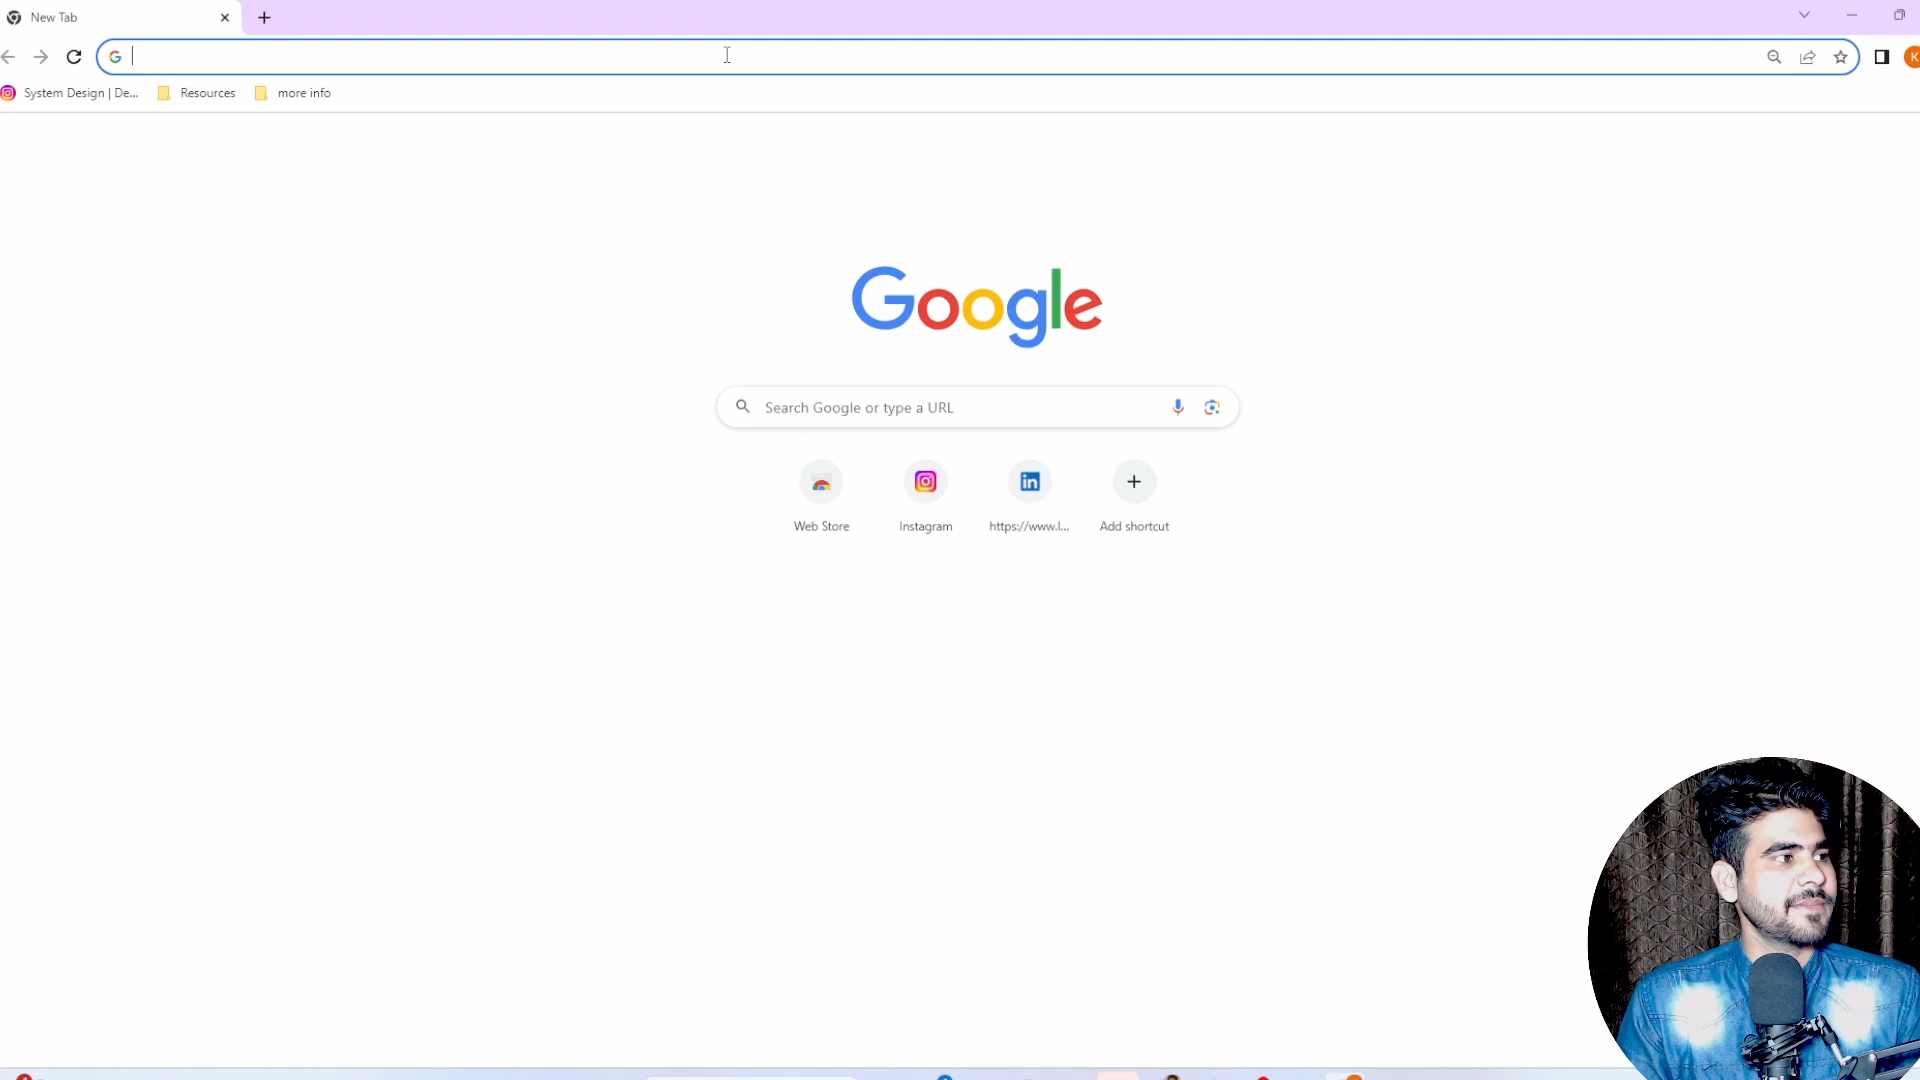 New Tab
System Design | De...
Resources
more info
Google
Search Google or type a URL
Web Store
Instagram
https://www.l...
Add shortcut
K
in